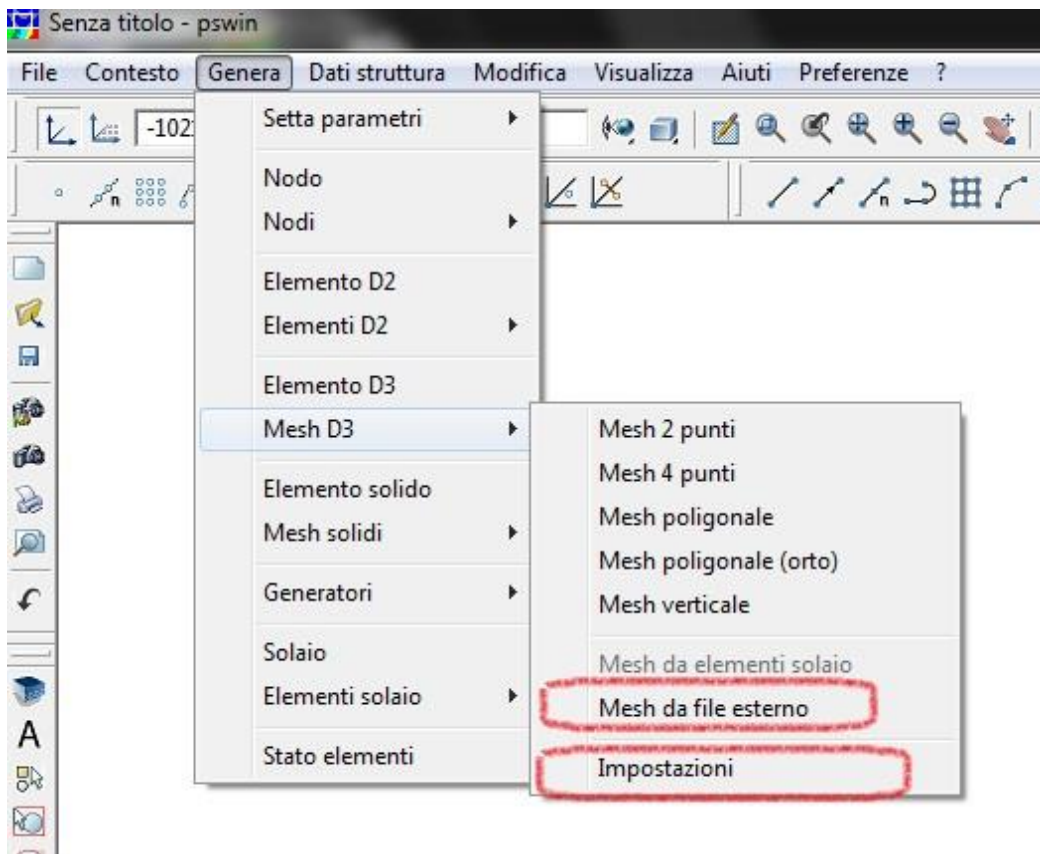 Senza titolo - pswin
File Contesto Genera Dati struttura Modifica Visualizza Aiuti Preferenze ?
-102
Setta parametri
n
n
Nodo
Nodi
Elemento D2
Elementi D2
Elemento D3
Mesh D3
Elemento solido
Mesh solidi
Generatori
Solaio
Elementi solaio
Stato elementi
Mesh 2 punti
Mesh 4 punti
Mesh poligonale
Mesh poligonale (orto)
Mesh verticale
Mesh da elementi solaio
Mesh da file esterno
Impostazioni
A